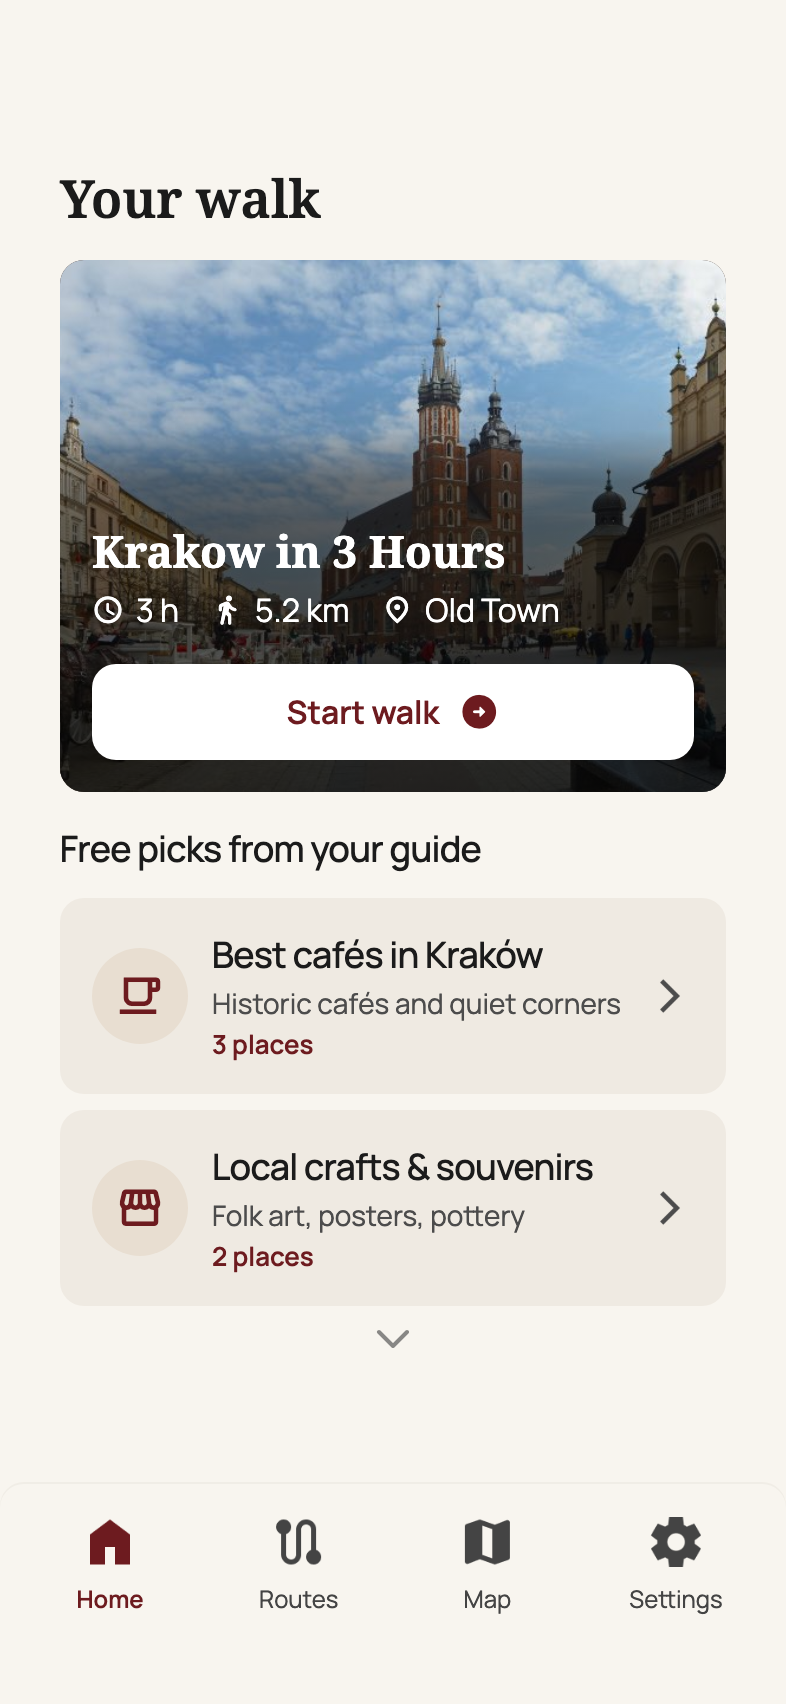 Your walk
Krakow in 3 Hours
3 h 5.2 km Old Town
Start walk
Free picks from your guide
Best cafés in Kraków
Historic cafés and quiet corners
3 places
Local crafts & souvenirs
Folk art, posters, pottery
2 places
Home Routes Map Settings